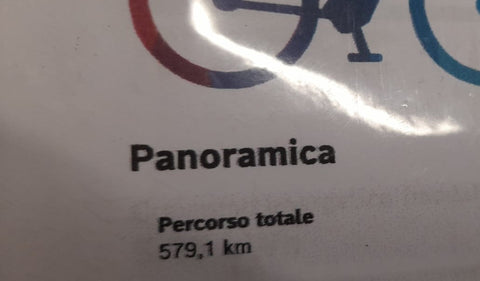 Panoramica
Percorso totale
579,1 km